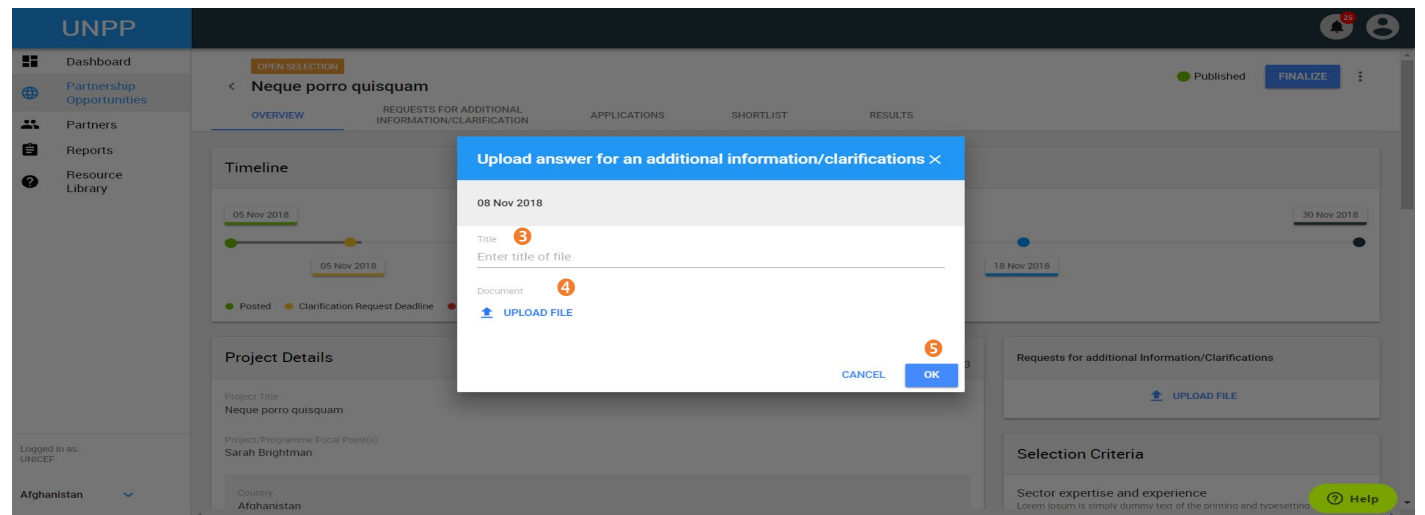 UNPP
25
Dashboard
Partnership
Opportunities
Partners
Reports
Resource
Library
Logged in as:
UNICEF
Afghanistan
OPEN SELECTION
< Neque porro quisquam
Published
FINALIZE
OVERVIEW
REQUESTS FOR ADDITIONAL
INFORMATION/CLARIFICATION
APPLICATIONS
SHORTLIST
RESULTS
Timeline
05 Nov 2018
05 Nov 2018
18 Nov 2018
30 Nov 2018
Posted
Clarification Request Deadline
Upload answer for an additional information/clarifications ×
08 Nov 2018
Title 3
Enter title of file
Document 4
UPLOAD FILE
5
CANCEL
OK
Project Details
3
Project Title
Neque porro quisquam
Project/Programme Focal Point(s)
Sarah Brightman
Country
Afghanistan
Requests for additional Information/Clarifications
UPLOAD FILE
Selection Criteria
Sector expertise and experience
Lorem Ipsum is simply dummy text of the printing and typesetting
? Help